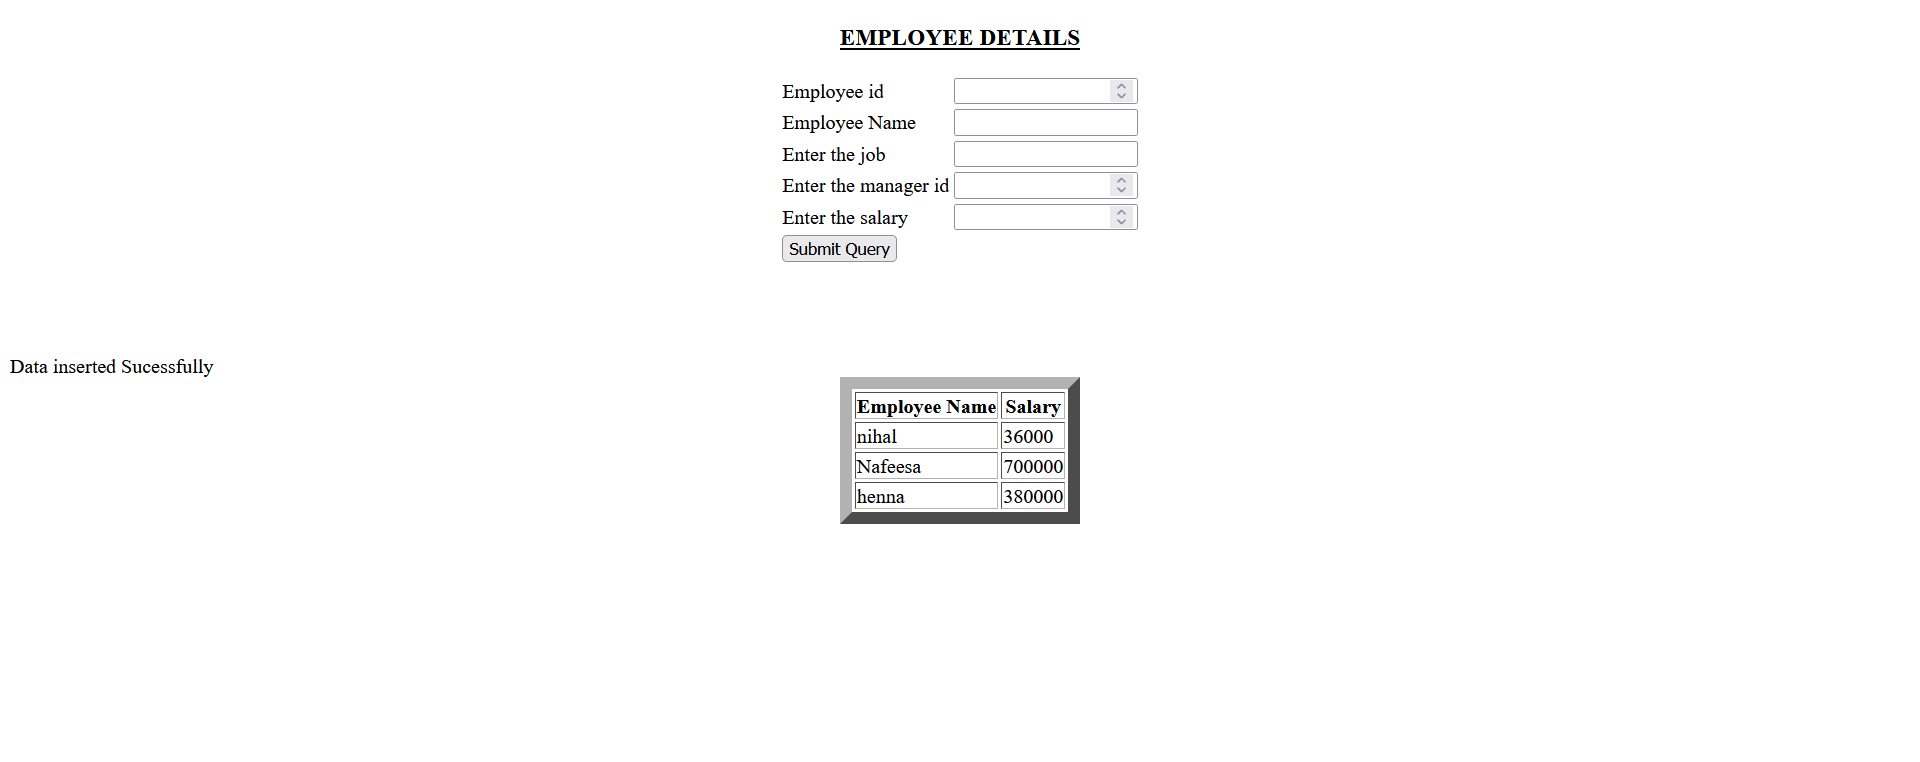 EMPLOYEE DETAILS
Employee id
Employee Name
Enter the job
Enter the manager id
Enter the salary
Submit Query
Data inserted Sucessfully
Employee Name Salary
nihal 36000
Nafeesa 700000
henna 380000